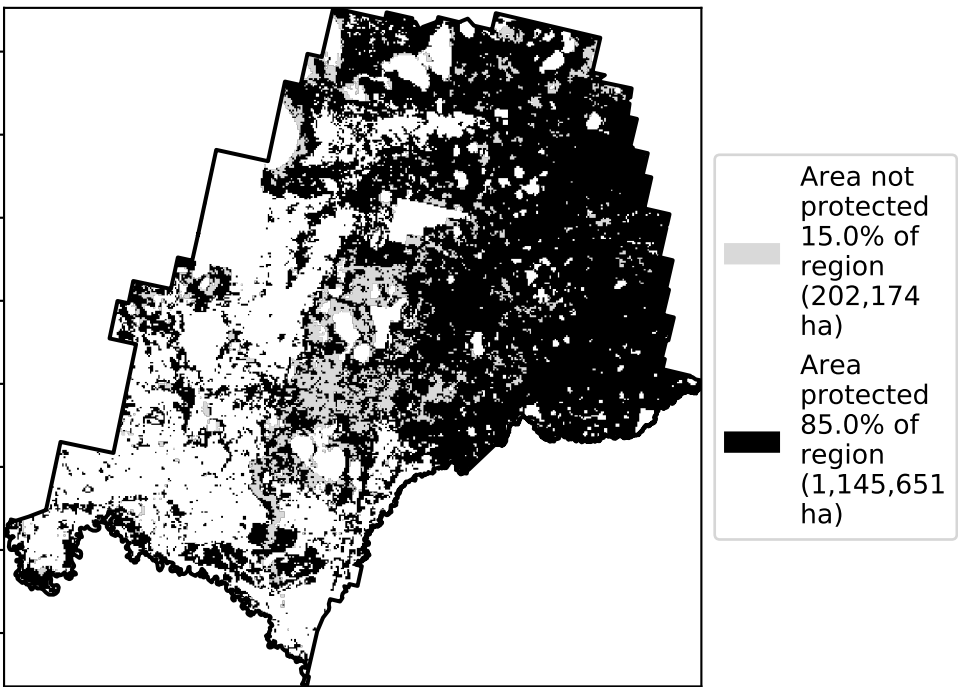 Area not
protected
15.0% of
region
(202,174
ha)
Area
protected
85.0% of
region
(1,145,651
ha)